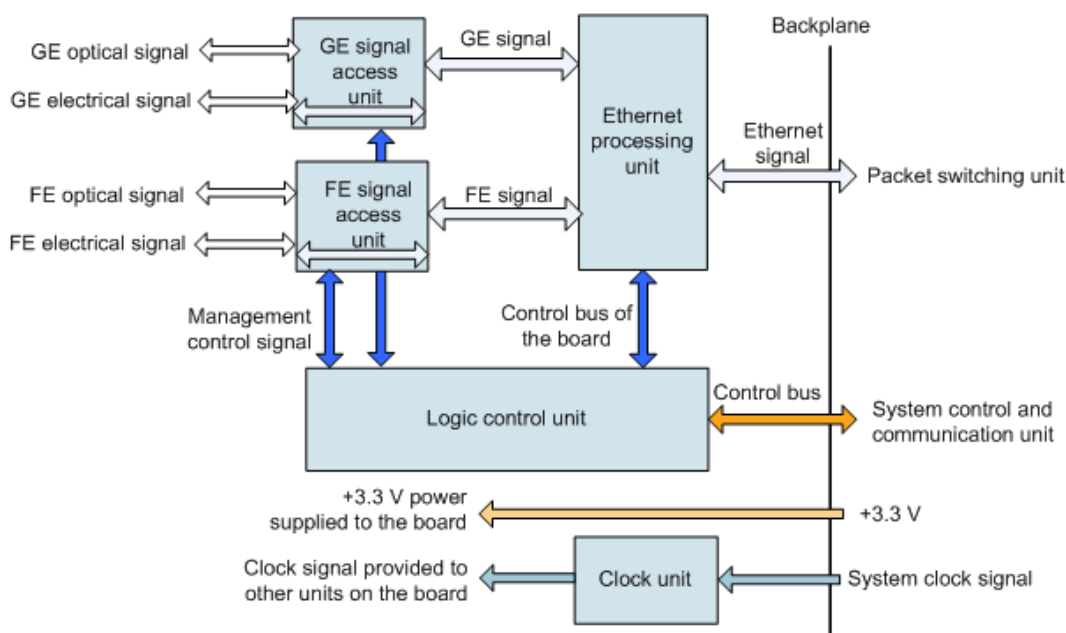 GE optical signal
GE electrical signal
GE signal
access
unit
GE signal
Ethernet
processing
unit
Backplane
Ethernet
signal
Packet switching unit
FE optical signal
FE electrical signal
FE signal
access
unit
FE signal
Management
control signal
Control bus of
the board
Logic control unit
Control bus
System control and
communication unit
+3.3 V power
supplied to the board
+3.3 V
Clock signal provided to
other units on the board
Clock unit
System clock signal